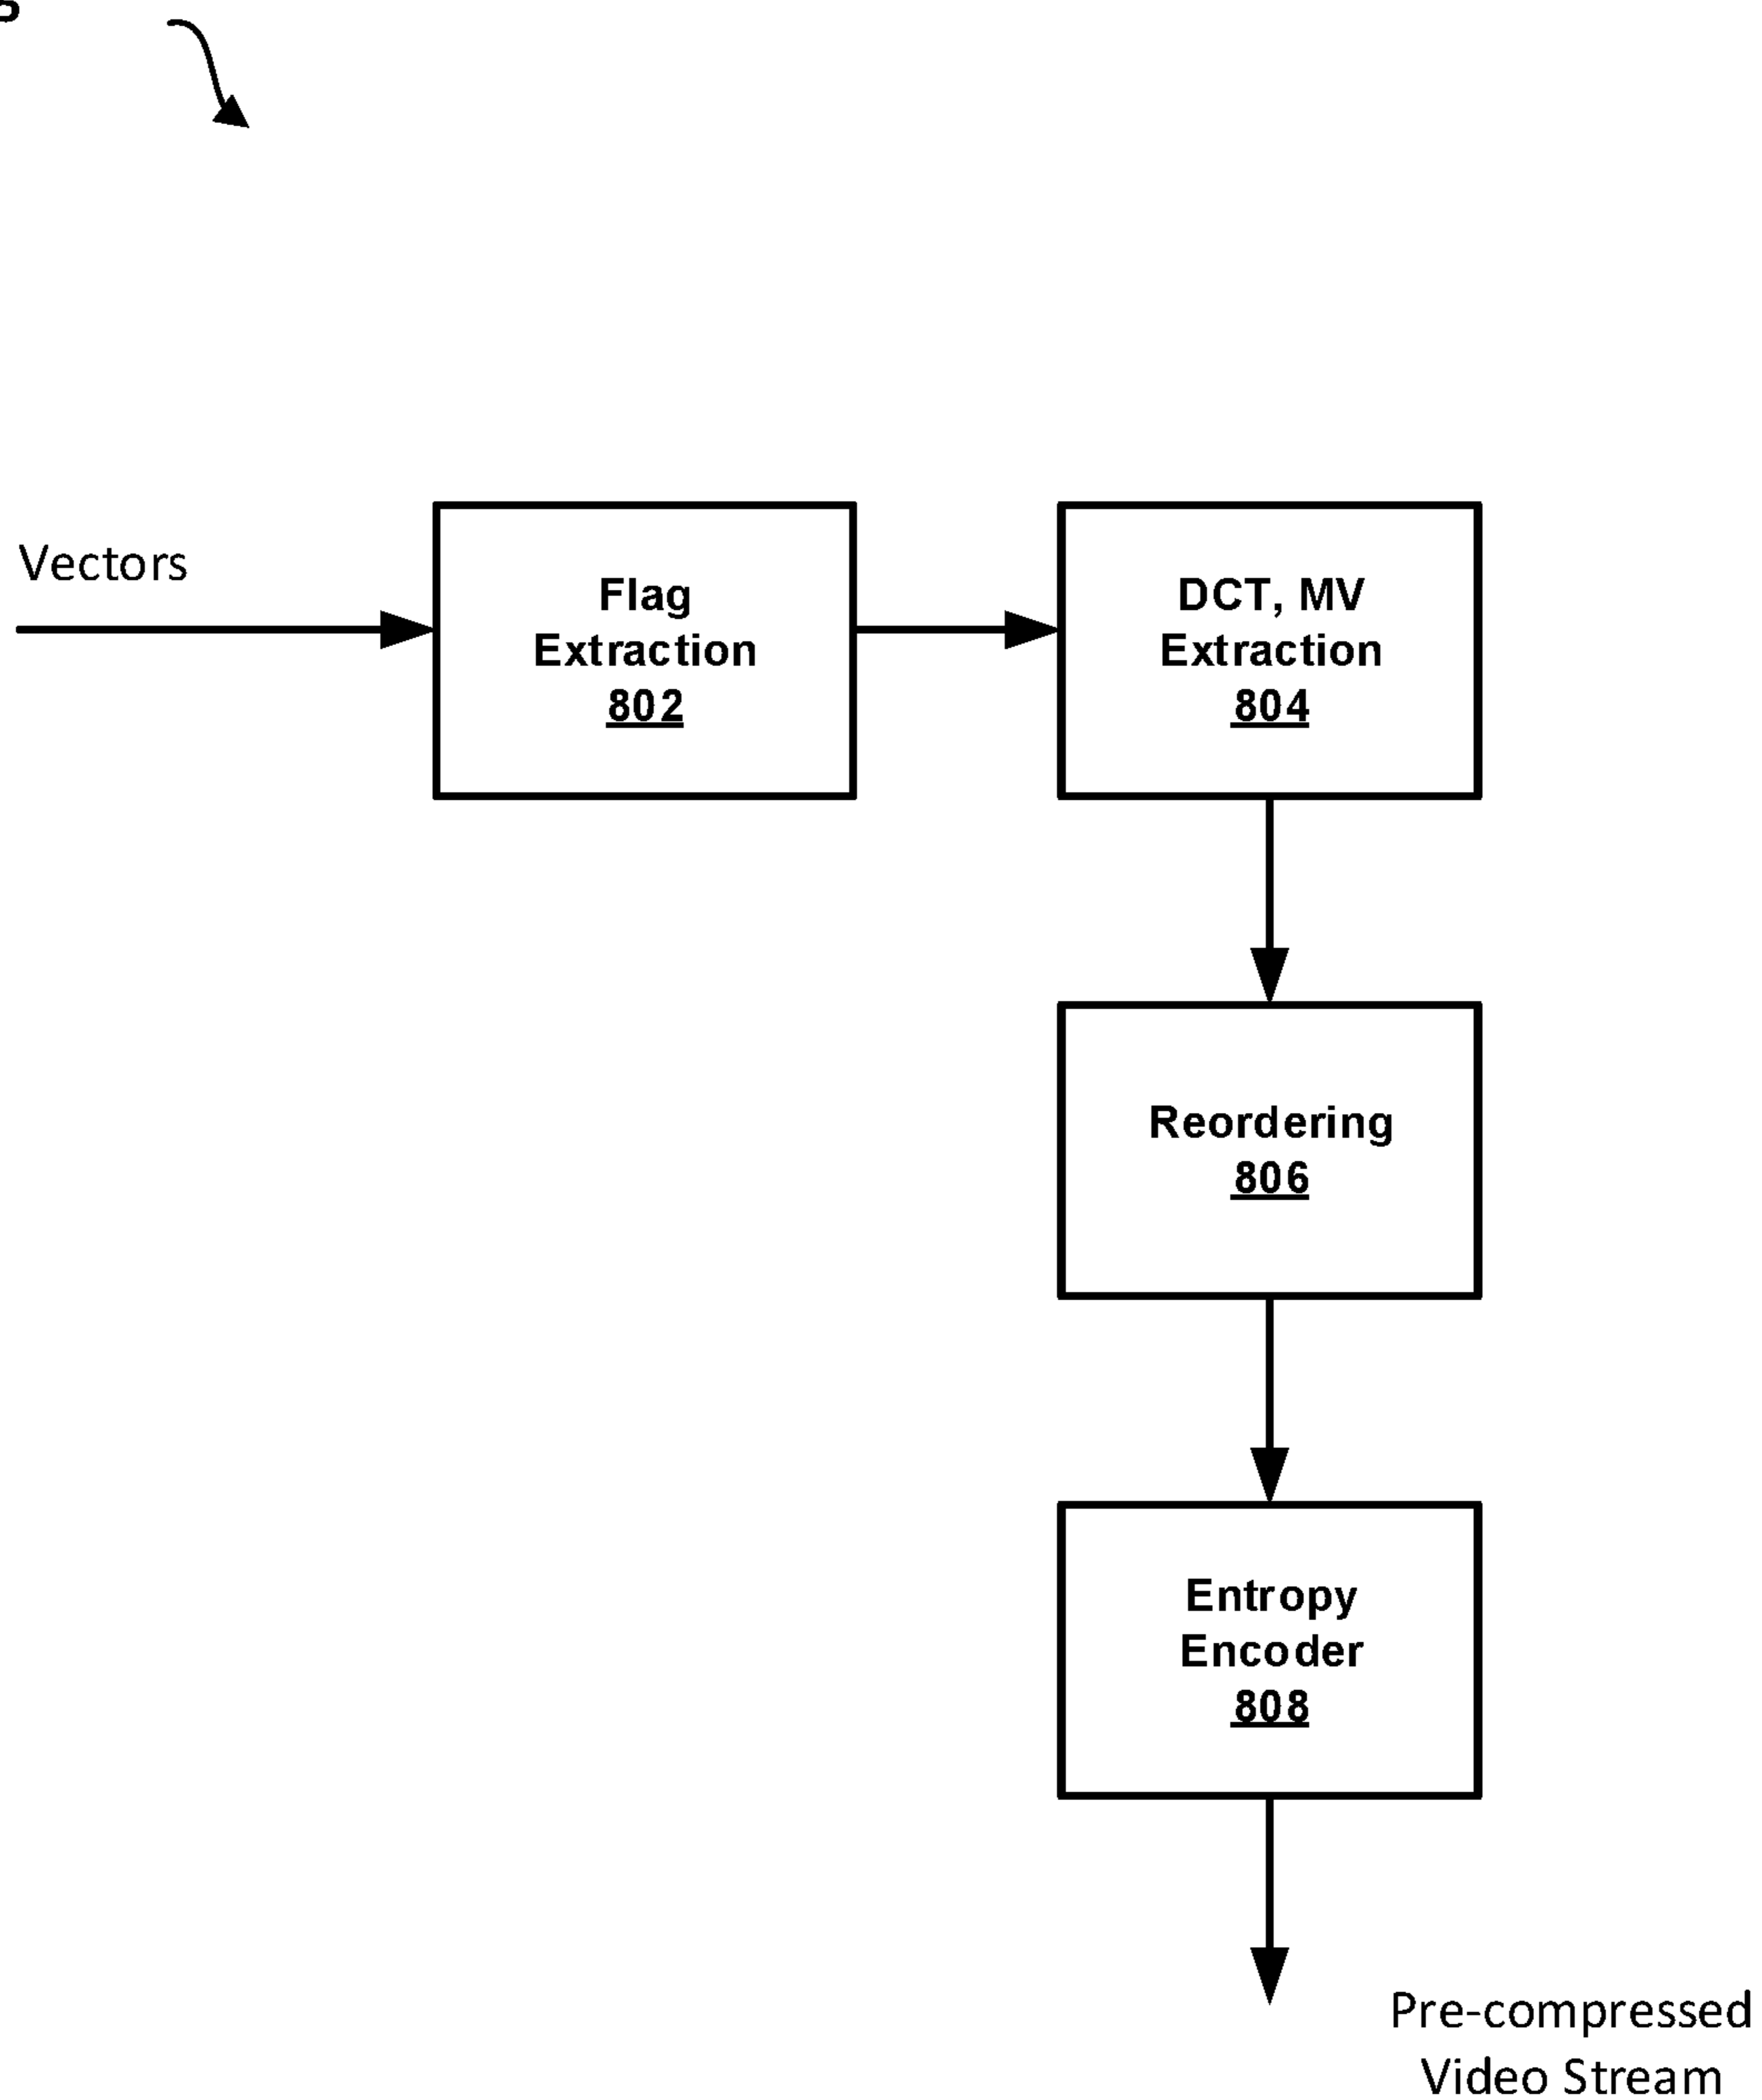 Vectors
Flag
Extraction
802
DCT, MV
Extraction
804
Reordering
806
Entropy
Encoder
808
Pre-compressed
Video Stream